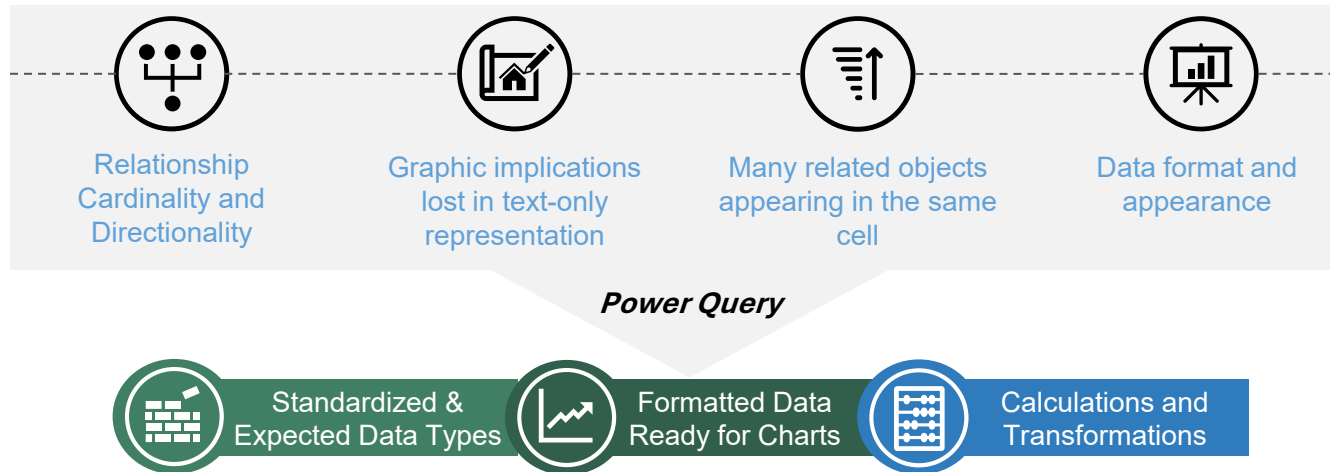 Relationship
Cardinality and
Directionality
Graphic implications
lost in text-only
representation
Many related objects
appearing in the same
cell
Data format and
appearance
Power Query
Standardized &
Expected Data Types
Formatted Data
Ready for Charts
Calculations and
Transformations